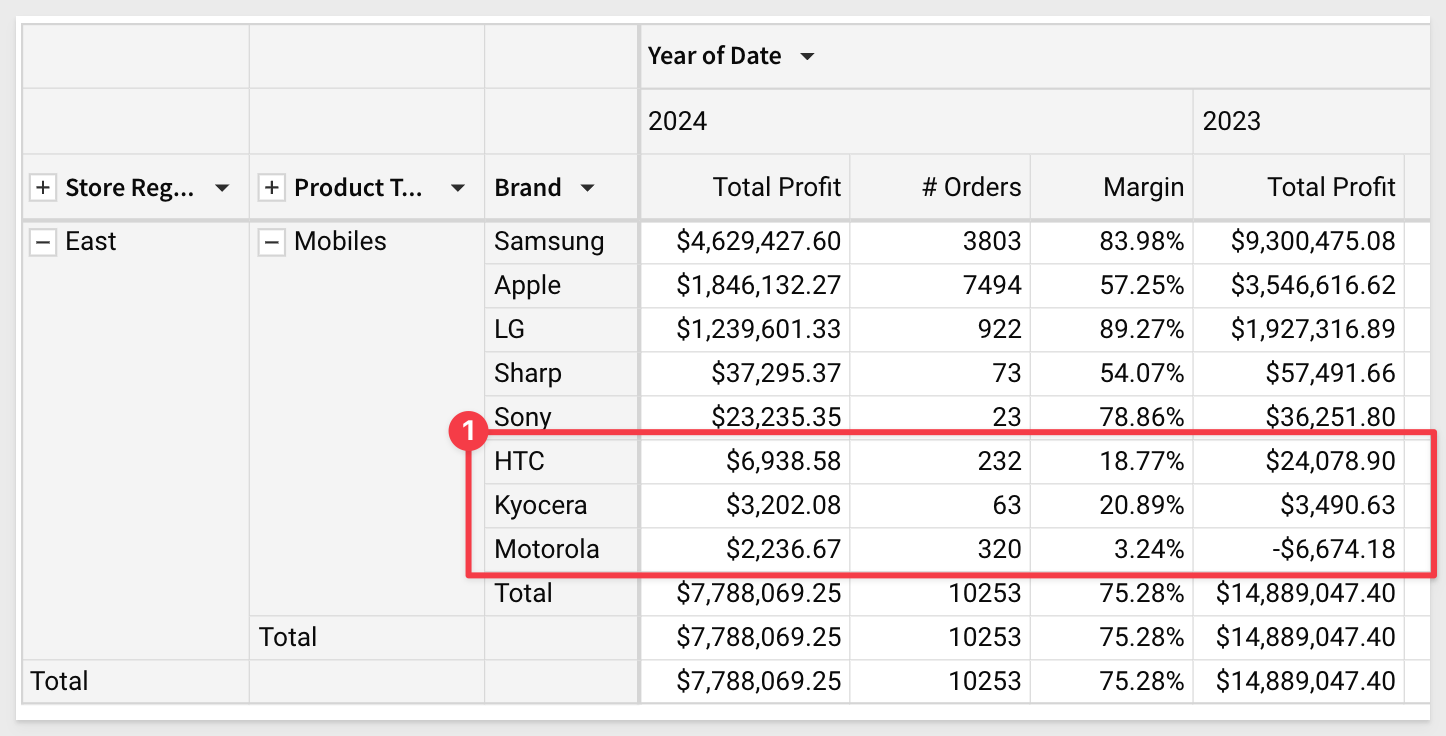 Year of Date
2024 2023
Store Reg... Product T... Brand Total Profit # Orders Margin Total Profit
East Mobiles Samsung $4,629,427.60 3803 83.98% $9,300,475.08
Apple $1,846,132.27 7494 57.25% $3,546,616.62
LG $1,239,601.33 922 89.27% $1,927,316.89
Sharp $37,295.37 73 54.07% $57,491.66
Sony $23,235.35 23 78.86% $36,251.80
1
HTC $6,938.58 232 18.77% $24,078.90
Kyocera $3,202.08 63 20.89% $3,490.63
Motorola $2,236.67 320 3.24% -$6,674.18
Total $7,788,069.25 10253 75.28% $14,889,047.40
Total $7,788,069.25 10253 75.28% $14,889,047.40
Total $7,788,069.25 10253 75.28% $14,889,047.40